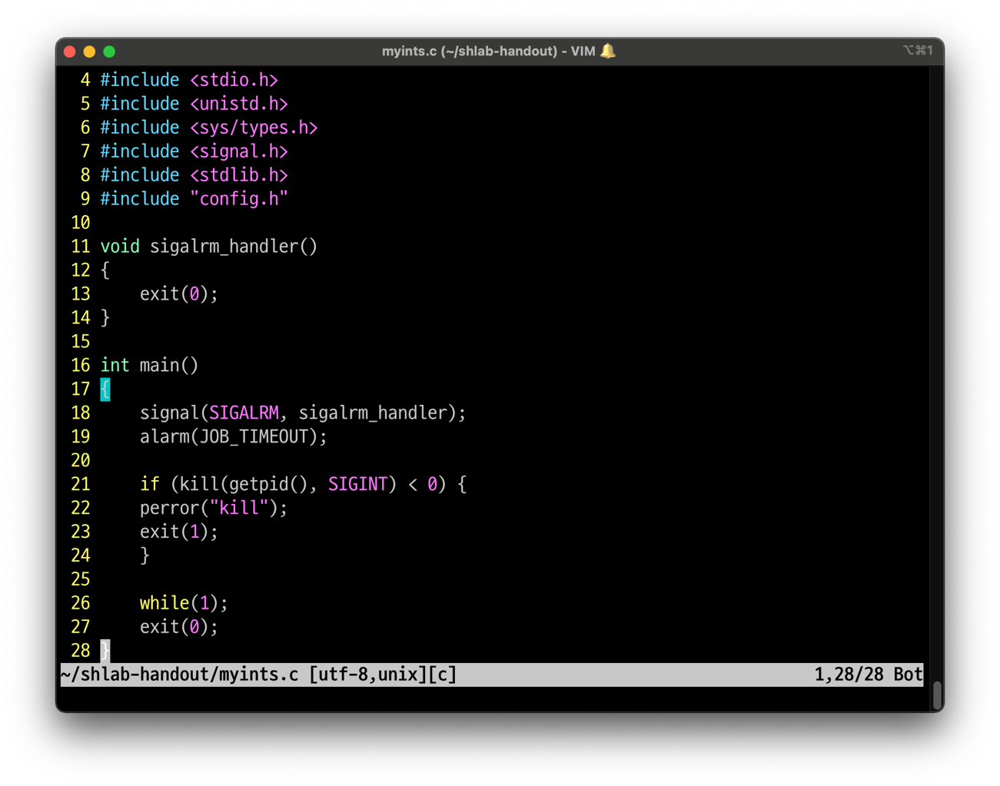 myints.c (~/shlab-handout) - VIM 🔔 ⌥⌘1
4 #include <stdio.h>
5 #include <unistd.h>
6 #include <sys/types.h>
7 #include <signal.h>
8 #include <stdlib.h>
9 #include "config.h"
10
11 void sigalrm_handler()
12 {
13     exit(0);
14 }
15
16 int main()
17 {
18     signal(SIGALRM, sigalrm_handler);
19     alarm(JOB_TIMEOUT);
20
21     if (kill(getpid(), SIGINT) < 0) {
22     perror("kill");
23     exit(1);
24     }
25
26     while(1);
27     exit(0);
28 }
~/shlab-handout/myints.c [utf-8,unix][c] 1,28/28 Bot